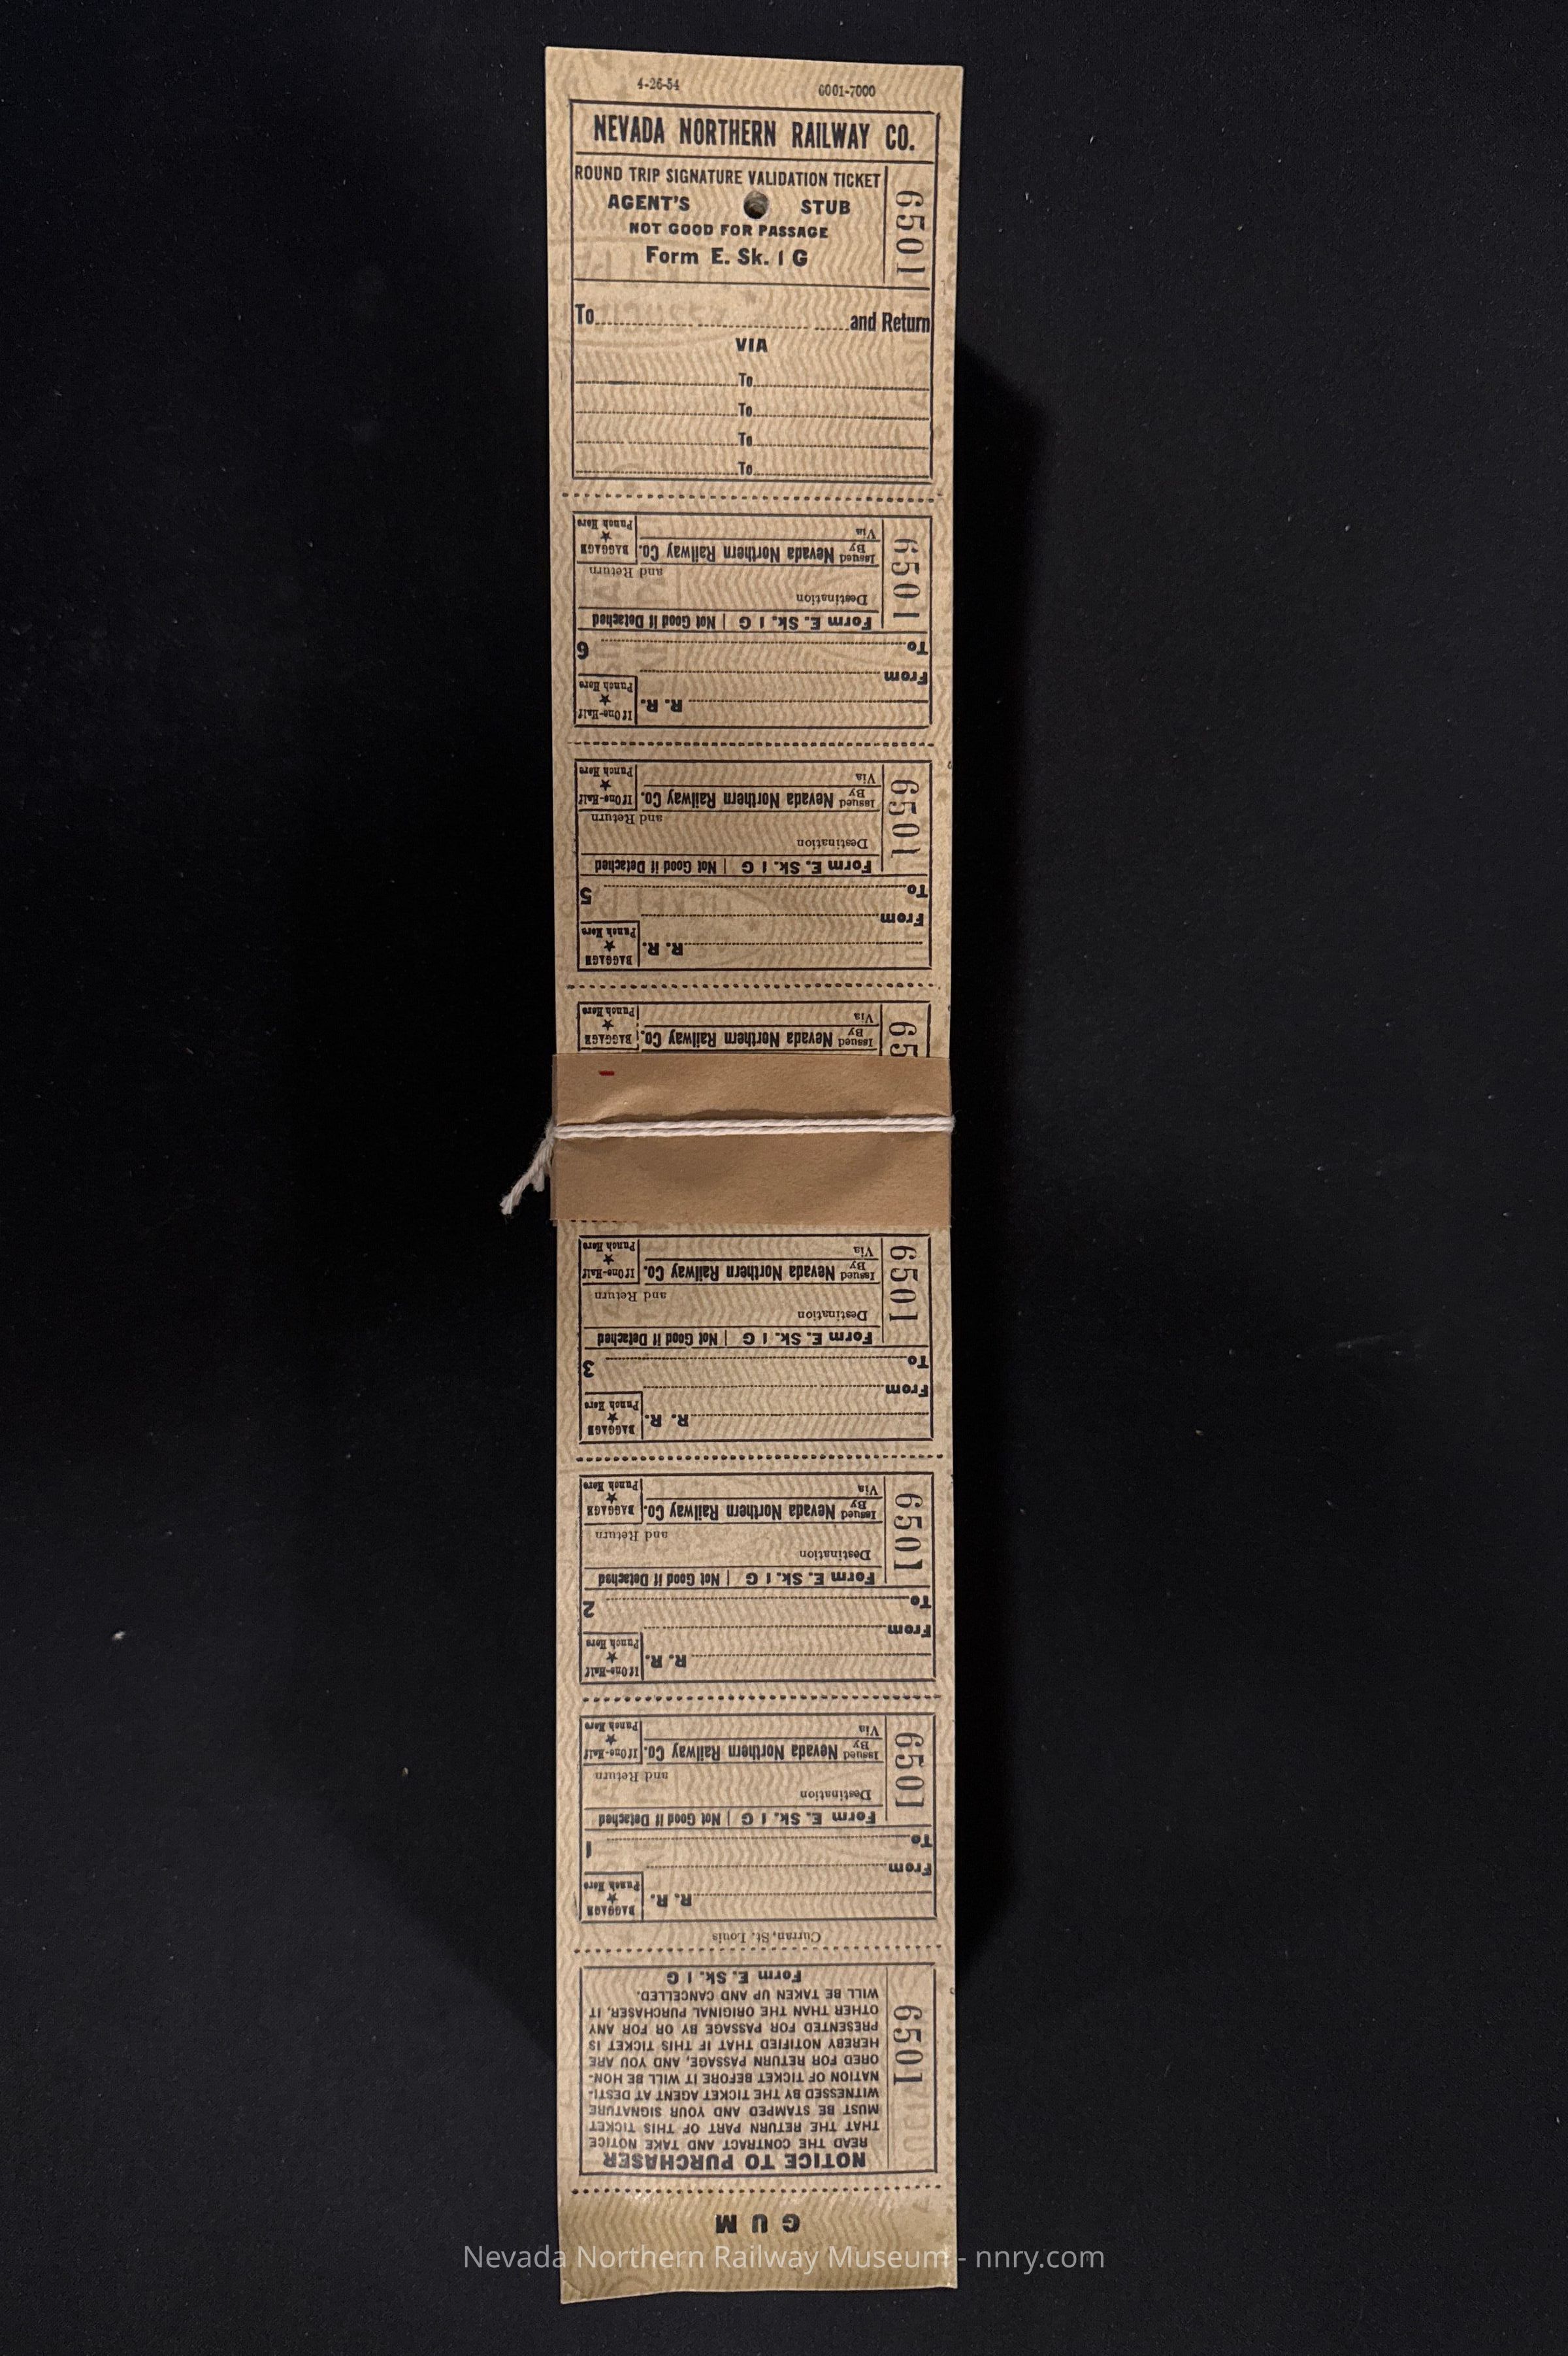 4-26-54 6001-7000
NEVADA NORTHERN RAILWAY CO.
ROUND TRIP SIGNATURE VALIDATION TICKET
AGENT'S STUB
NOT GOOD FOR PASSAGE
Form E. Sk. 1 G
6501
To and Return
VIA
To
To
To
To
Punch Here
BAGGAGE
Via
Issued By Nevada Northern Railway Co.
and Return
Destination
Form E. Sk. 1 G | Not Good if Detached
6501
To 6
From
R. R.
Punch Here
If One-Half
Punch Here
If One-Half
Via
Issued By Nevada Northern Railway Co.
and Return
Destination
Form E. Sk. 1 G | Not Good if Detached
6501
To 5
From
R. R.
Punch Here
BAGGAGE
Punch Here
BAGGAGE
Via
Issued By Nevada Northern Railway Co.
65
Punch Here
If One-Half
Via
Issued By Nevada Northern Railway Co.
and Return
Destination
Form E. Sk. 1 G | Not Good if Detached
6501
To 3
From
R. R.
Punch Here
BAGGAGE
Punch Here
BAGGAGE
Via
Issued By Nevada Northern Railway Co.
and Return
Destination
Form E. Sk. 1 G | Not Good if Detached
6501
To 2
From
R. R.
Punch Here
If One-Half
Punch Here
If One-Half
Via
Issued By Nevada Northern Railway Co.
and Return
Destination
Form E. Sk. 1 G | Not Good if Detached
6501
To 1
From
R. R.
Punch Here
BAGGAGE
Curran, St. Louis
NOTICE TO PURCHASER
READ THE CONTRACT AND TAKE NOTICE
THAT THE RETURN PART OF THIS TICKET
MUST BE STAMPED AND YOUR SIGNATURE
WITNESSED BY THE TICKET AGENT AT DESTI-
NATION OF TICKET BEFORE IT WILL BE HON-
ORED FOR RETURN PASSAGE, AND YOU ARE
HEREBY NOTIFIED THAT IF THIS TICKET IS
PRESENTED FOR PASSAGE BY OR FOR ANY
OTHER THAN THE ORIGINAL PURCHASER, IT
WILL BE TAKEN UP AND CANCELLED.
Form E. Sk. 1 G
6501
GUM
Nevada Northern Railway Museum - nnry.com